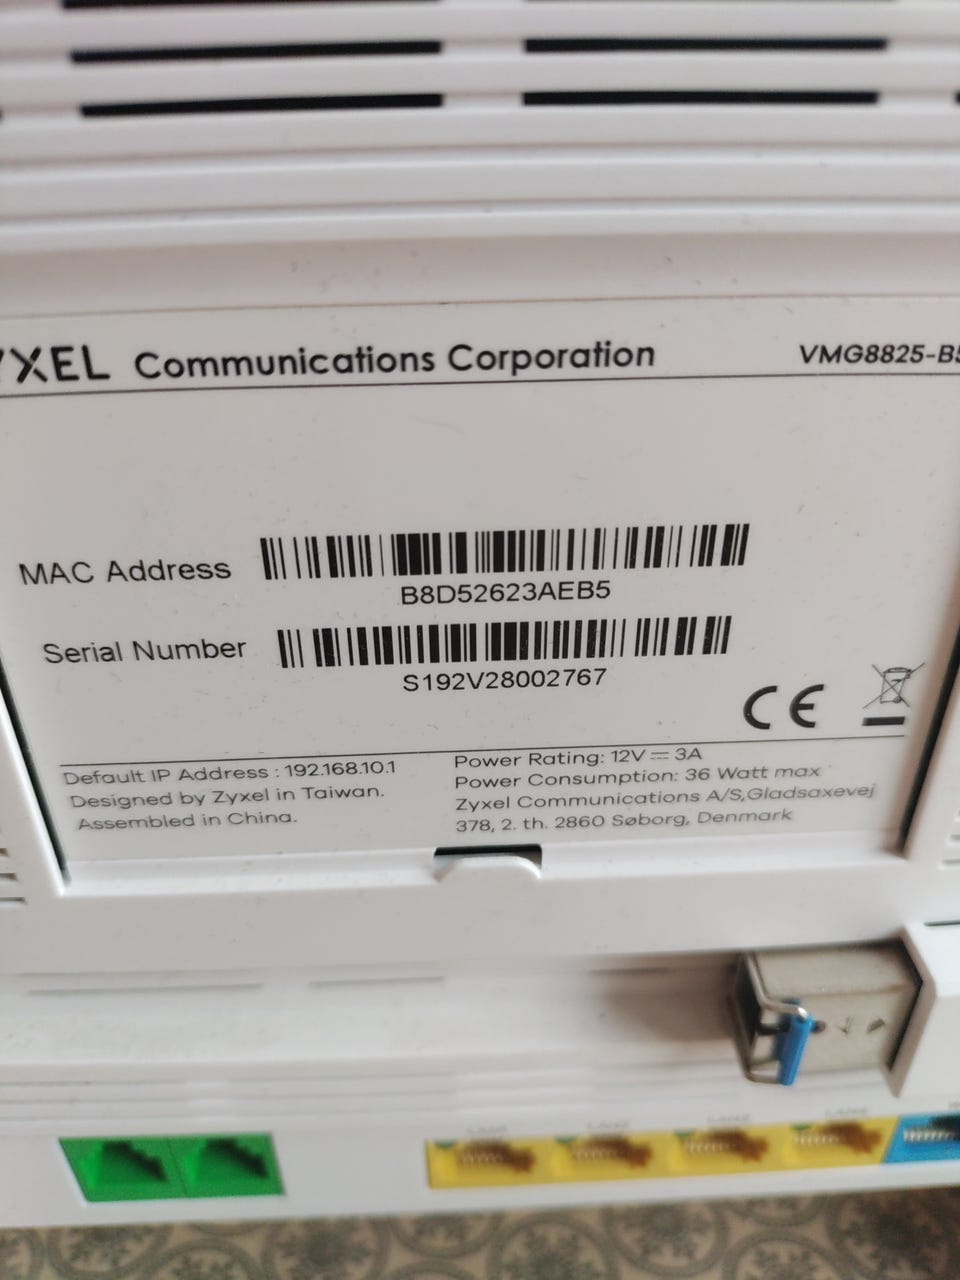 ZYXEL Communications Corporation VMG8825-B5
MAC Address
B8D52623AEB5
Serial Number
S192V28002767
CE
Default IP Address : 192.168.10.1
Designed by Zyxel in Taiwan.
Assembled in China.
Power Rating: 12V ⎓ 3A
Power Consumption: 36 Watt max
Zyxel Communications A/S,Gladsaxevej
378, 2. th. 2860 Søborg, Denmark